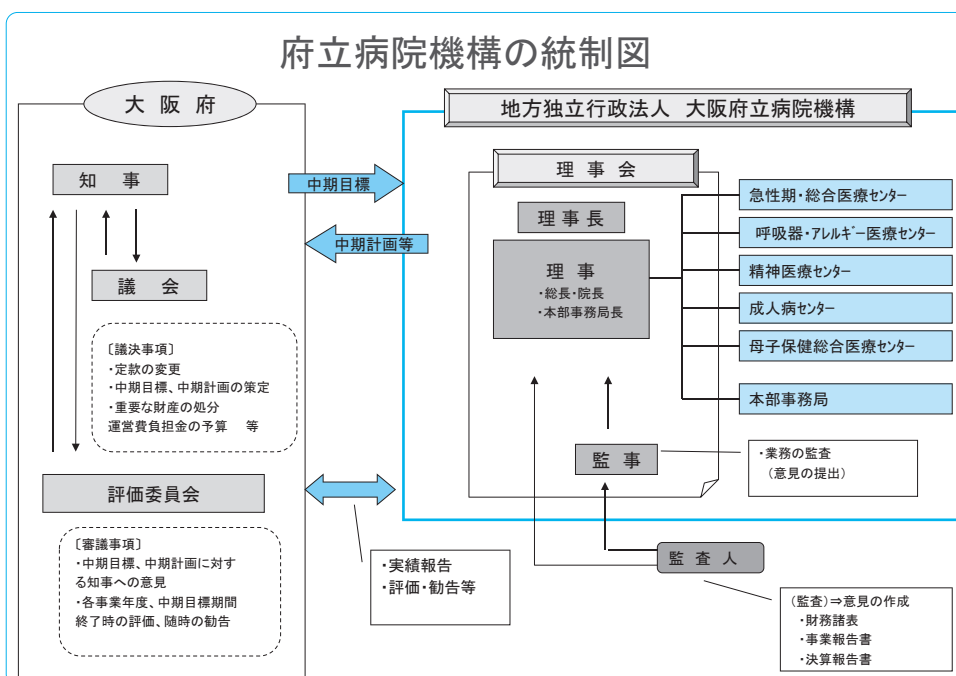 府立病院機構の統制図
大阪府
知事
議会
〔議決事項〕
・定款の変更
・中期目標、中期計画の策定
・重要な財産の処分
運営費負担金の予算　等
評価委員会
〔審議事項〕
・中期目標、中期計画に対す
る知事への意見
・各事業年度、中期目標期間
終了時の評価、随時の勧告
中期目標
中期計画等
・実績報告
・評価・勧告等
地方独立行政法人 大阪府立病院機構
理事会
理事長
理事
・総長・院長
・本部事務局長
急性期・総合医療センター
呼吸器・アレルギー医療センター
精神医療センター
成人病センター
母子保健総合医療センター
本部事務局
監事
・業務の監査
（意見の提出）
監査人
(監査)⇒意見の作成
・財務諸表
・事業報告書
・決算報告書